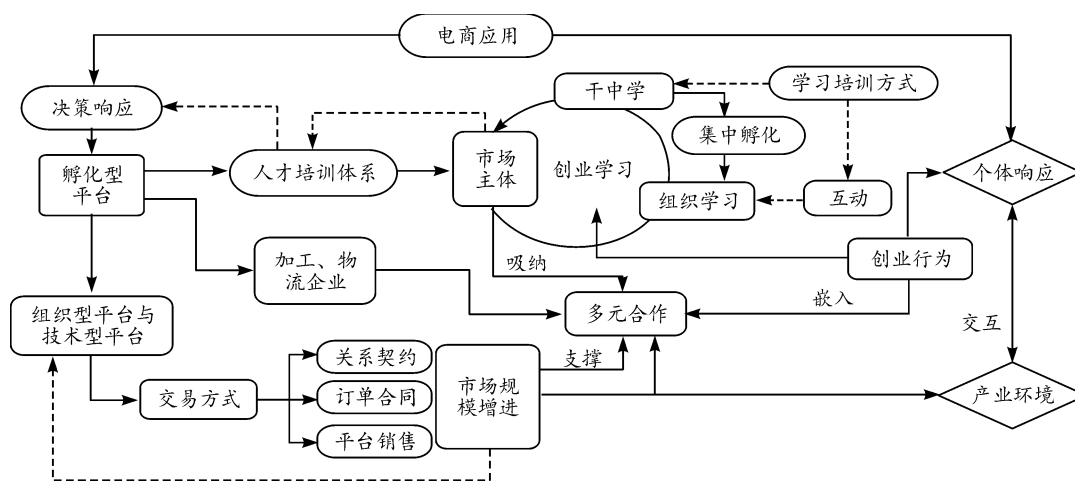 电商应用
决策响应
干中学
学习培训方式
集中孵化
孵化型
平台
人才培训体系
市场
主体
创业学习
组织学习
互动
个体响应
加工、物
流企业
吸纳
创业行为
组织型平台与
技术型平台
多元合作
嵌入
交互
关系契约
支撑
交易方式
订单合同
市场规
模增进
产业环境
平台销售